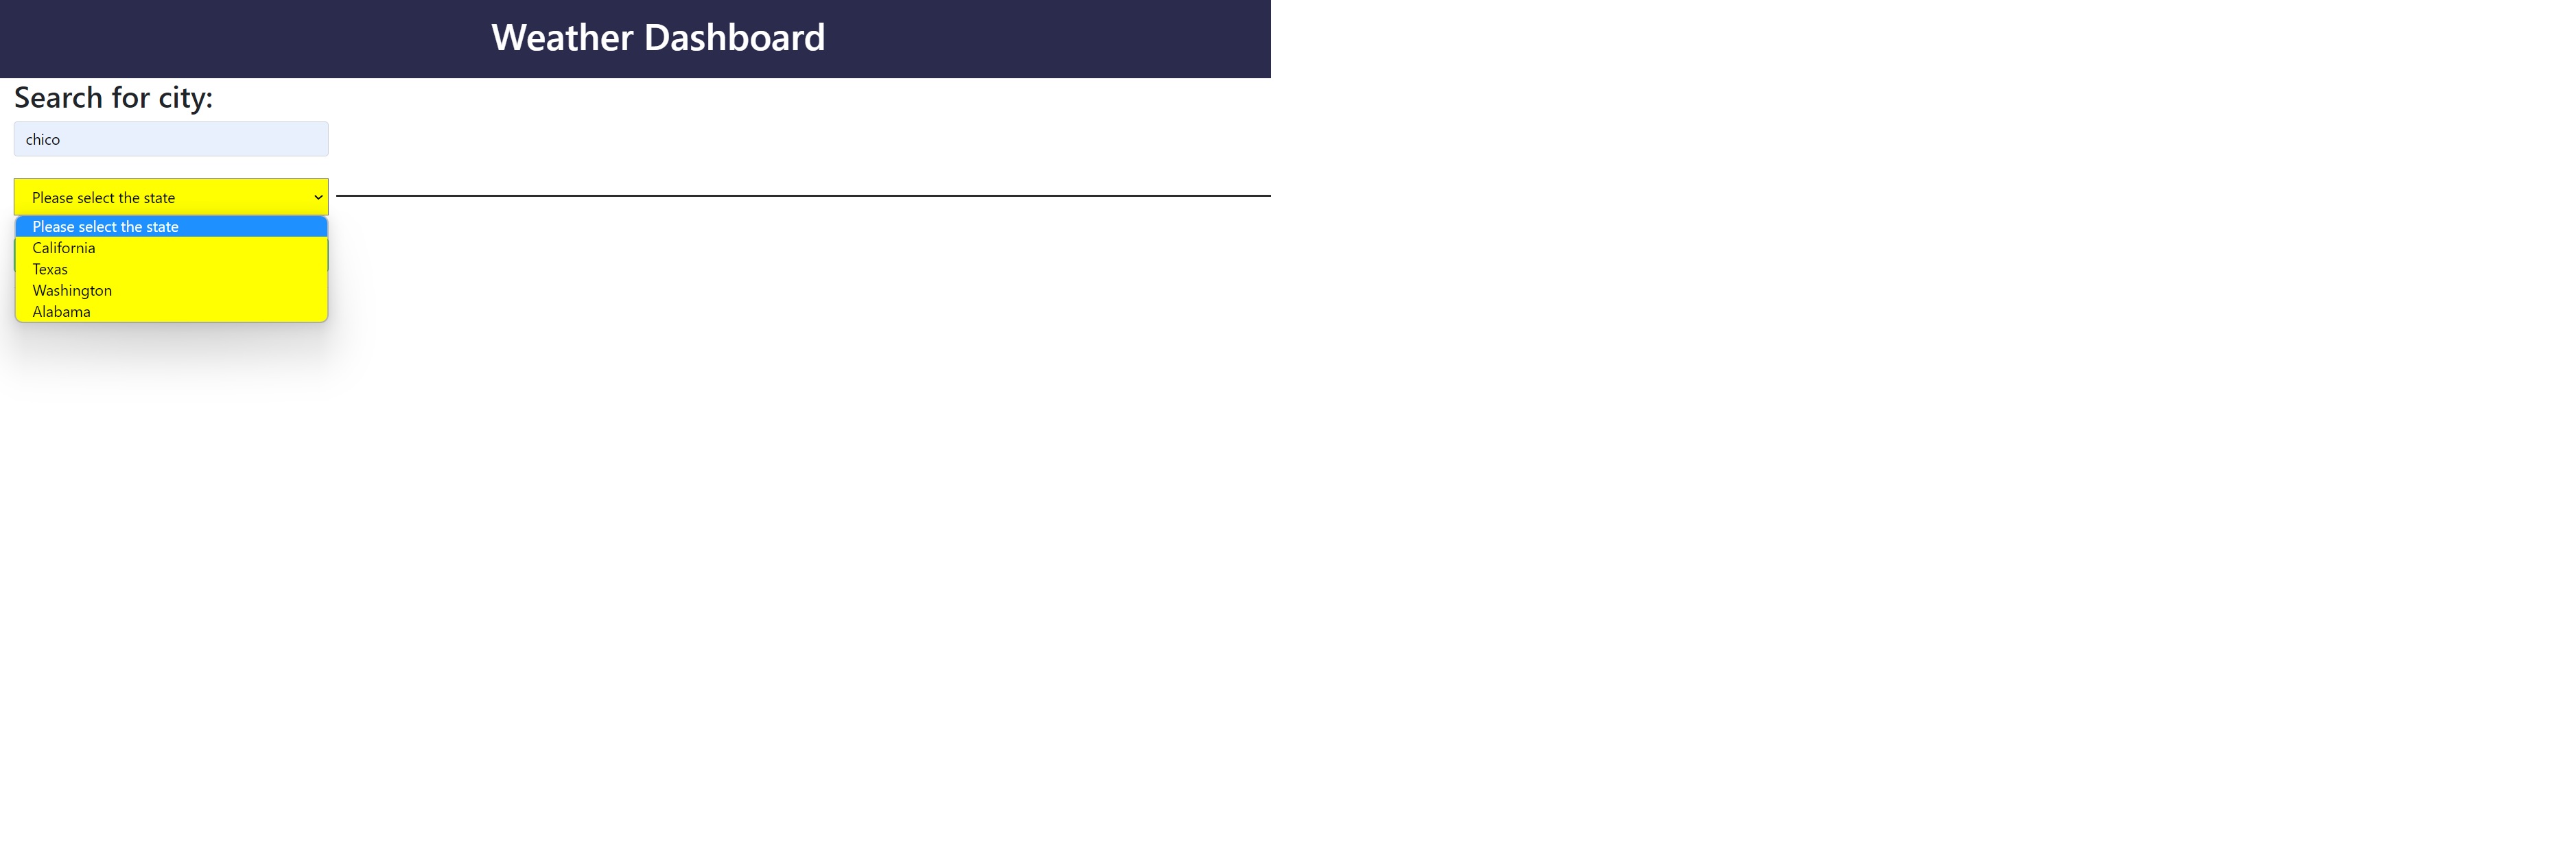 Weather Dashboard
Search for city:
chico
Please select the state
Please select the state
California
Texas
Washington
Alabama